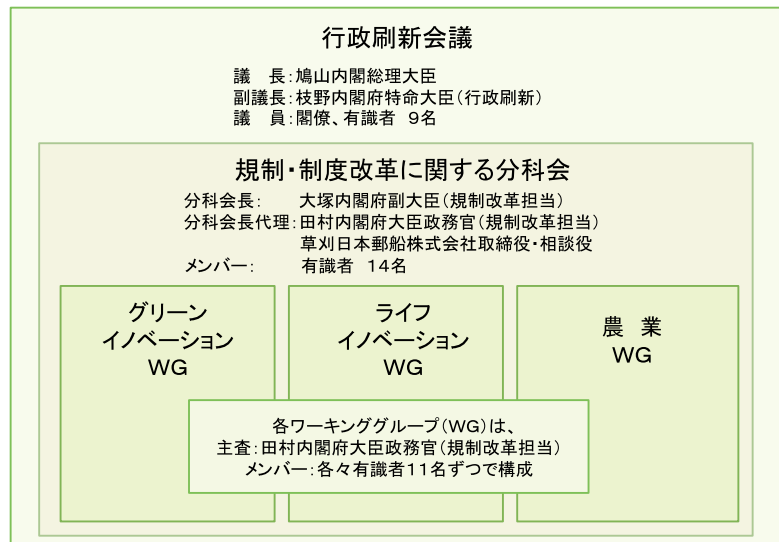 行政刷新会議
議　長：鳩山内閣総理大臣
副議長：枝野内閣府特命大臣（行政刷新）
議　員：閣僚、有識者　9名
規制・制度改革に関する分科会
分科会長：　　大塚内閣府副大臣（規制改革担当）
分科会長代理：田村内閣府大臣政務官（規制改革担当）
草刈日本郵船株式会社取締役・相談役
メンバー：　　有識者　14名
グリーン
イノベーション
ＷＧ
ライフ
イノベーション
ＷＧ
農　業
ＷＧ
各ワーキンググループ（ＷＧ）は、
主査：田村内閣府大臣政務官（規制改革担当）
メンバー：各々有識者11名ずつで構成